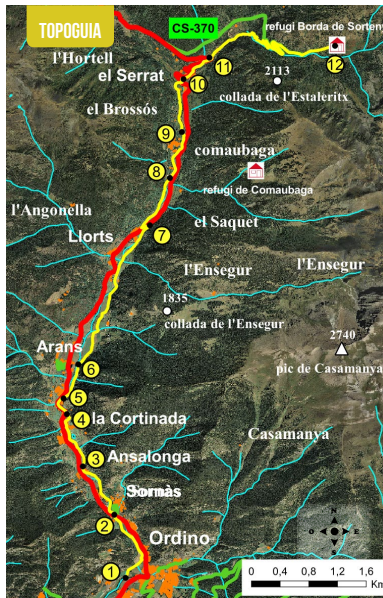 TOPOGUIA
CS-370
refugi Borda de Sorteny
l'Hortell
11
12
el Serrat
2113
10
collada de l'Estaleritx
el Brossós
9
comaubaga
8
refugi de Comaubaga
l'Angonella
el Saquet
7
Llorts
l'Ensegur
l'Ensegur
1835
collada de l'Ensegur
2740
Arans
6
pic de Casamanya
5
4
la Cortinada
Casamanya
3
Ansalonga
Sornàs
2
N
O
E
S
Ordino
1
0
0,4
0,8
1,2
1,6
Km